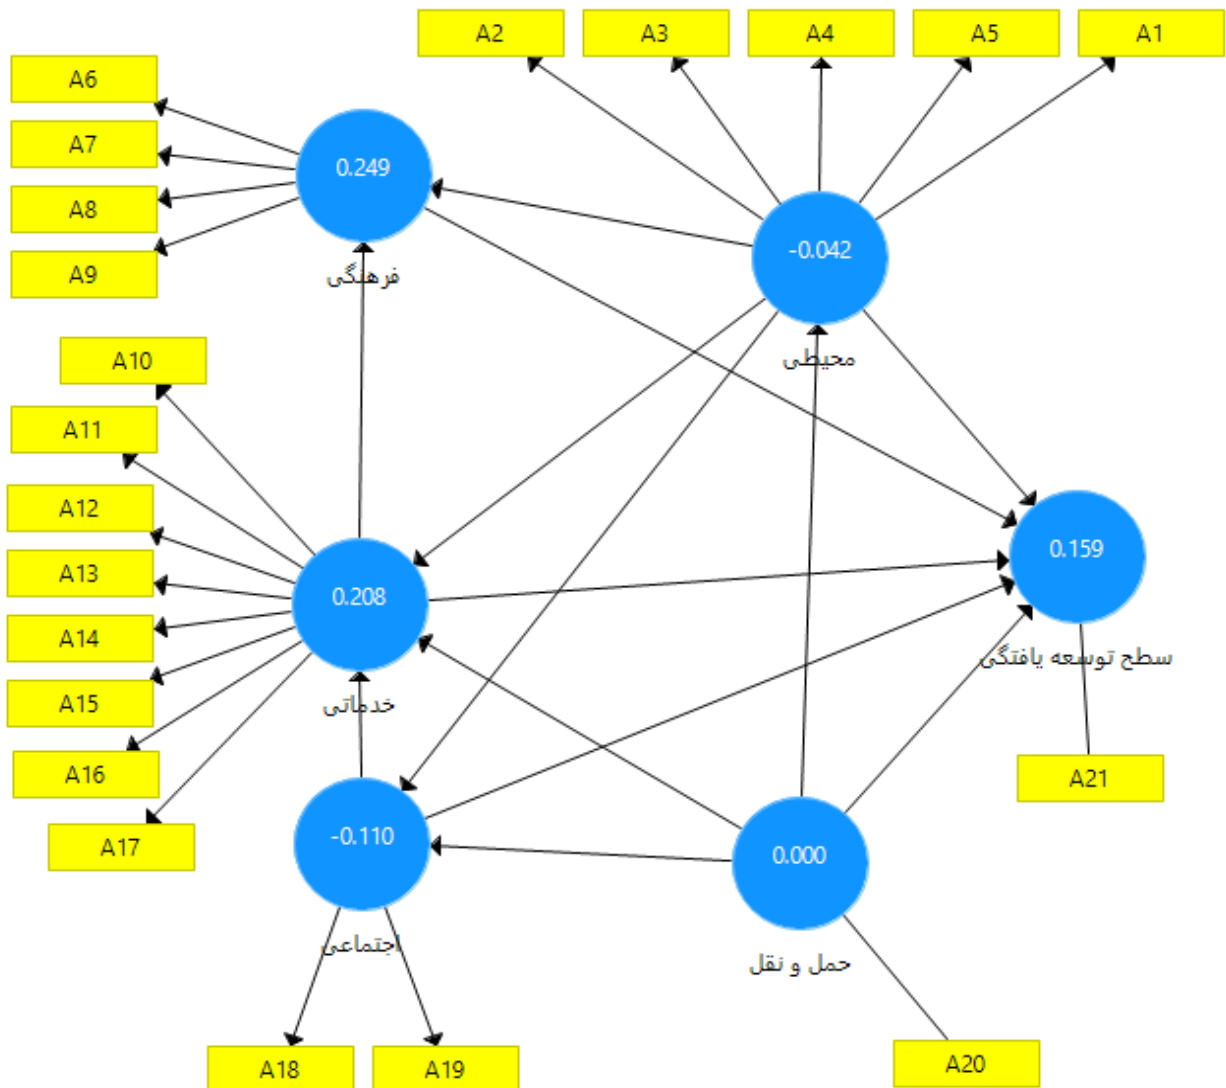 A2
A3
A4
A5
A1
A6
A7
A8
A9
0.249
فرهنگی
-0.042
محیطی
A10
A11
A12
A13
A14
A15
A16
A17
0.208
خدماتی
0.159
سطح توسعه یافتگی
A21
-0.110
اجتماعی
0.000
حمل و نقل
A18
A19
A20